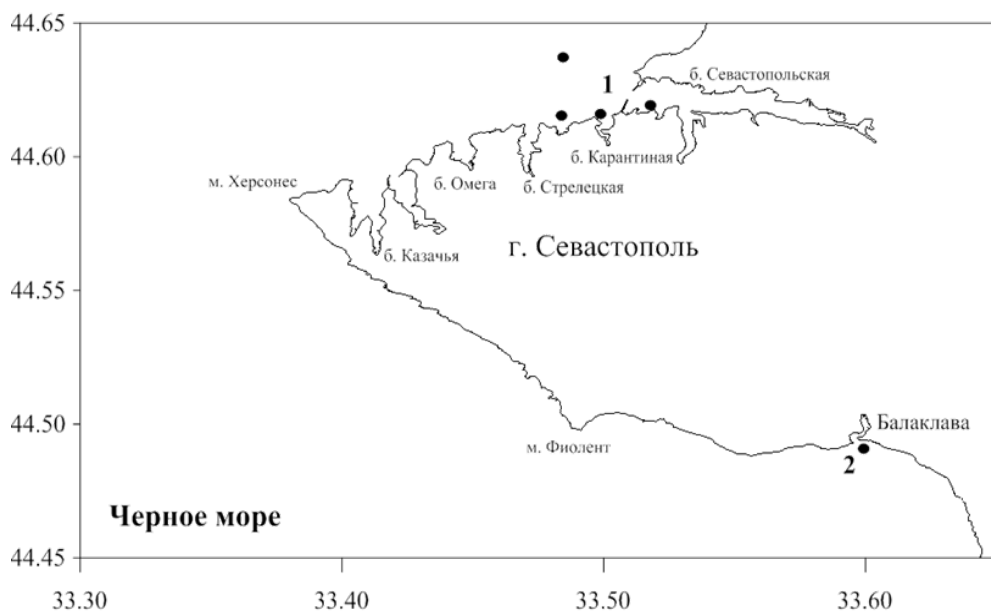 44.65
1
б. Севастопольская
44.60
б. Карантиная
м. Херсонес
б. Омега
б. Стрелецкая
б. Казачья
г. Севастополь
44.55
44.50
Балаклава
м. Фиолент
2
Черное море
44.45
33.30
33.40
33.50
33.60